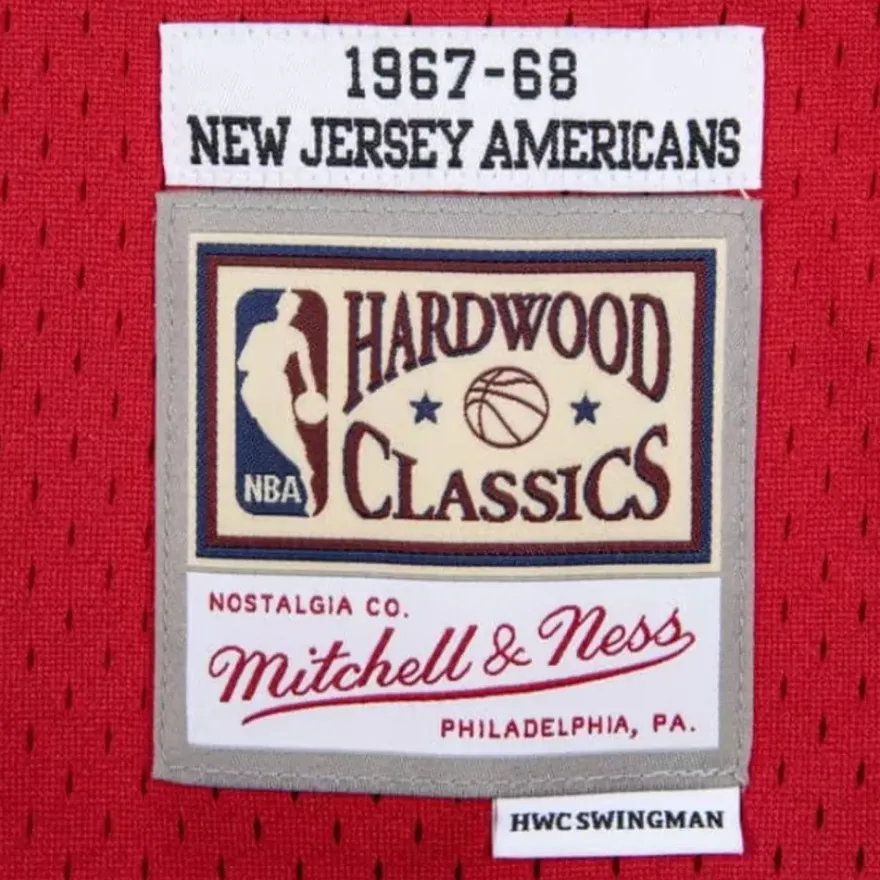 1967-68
NEW JERSEY AMERICANS
HARDWOOD
CLASSICS
NBA
NOSTALGIA CO.
Mitchell & Ness
PHILADELPHIA, PA.
HWC SWINGMAN